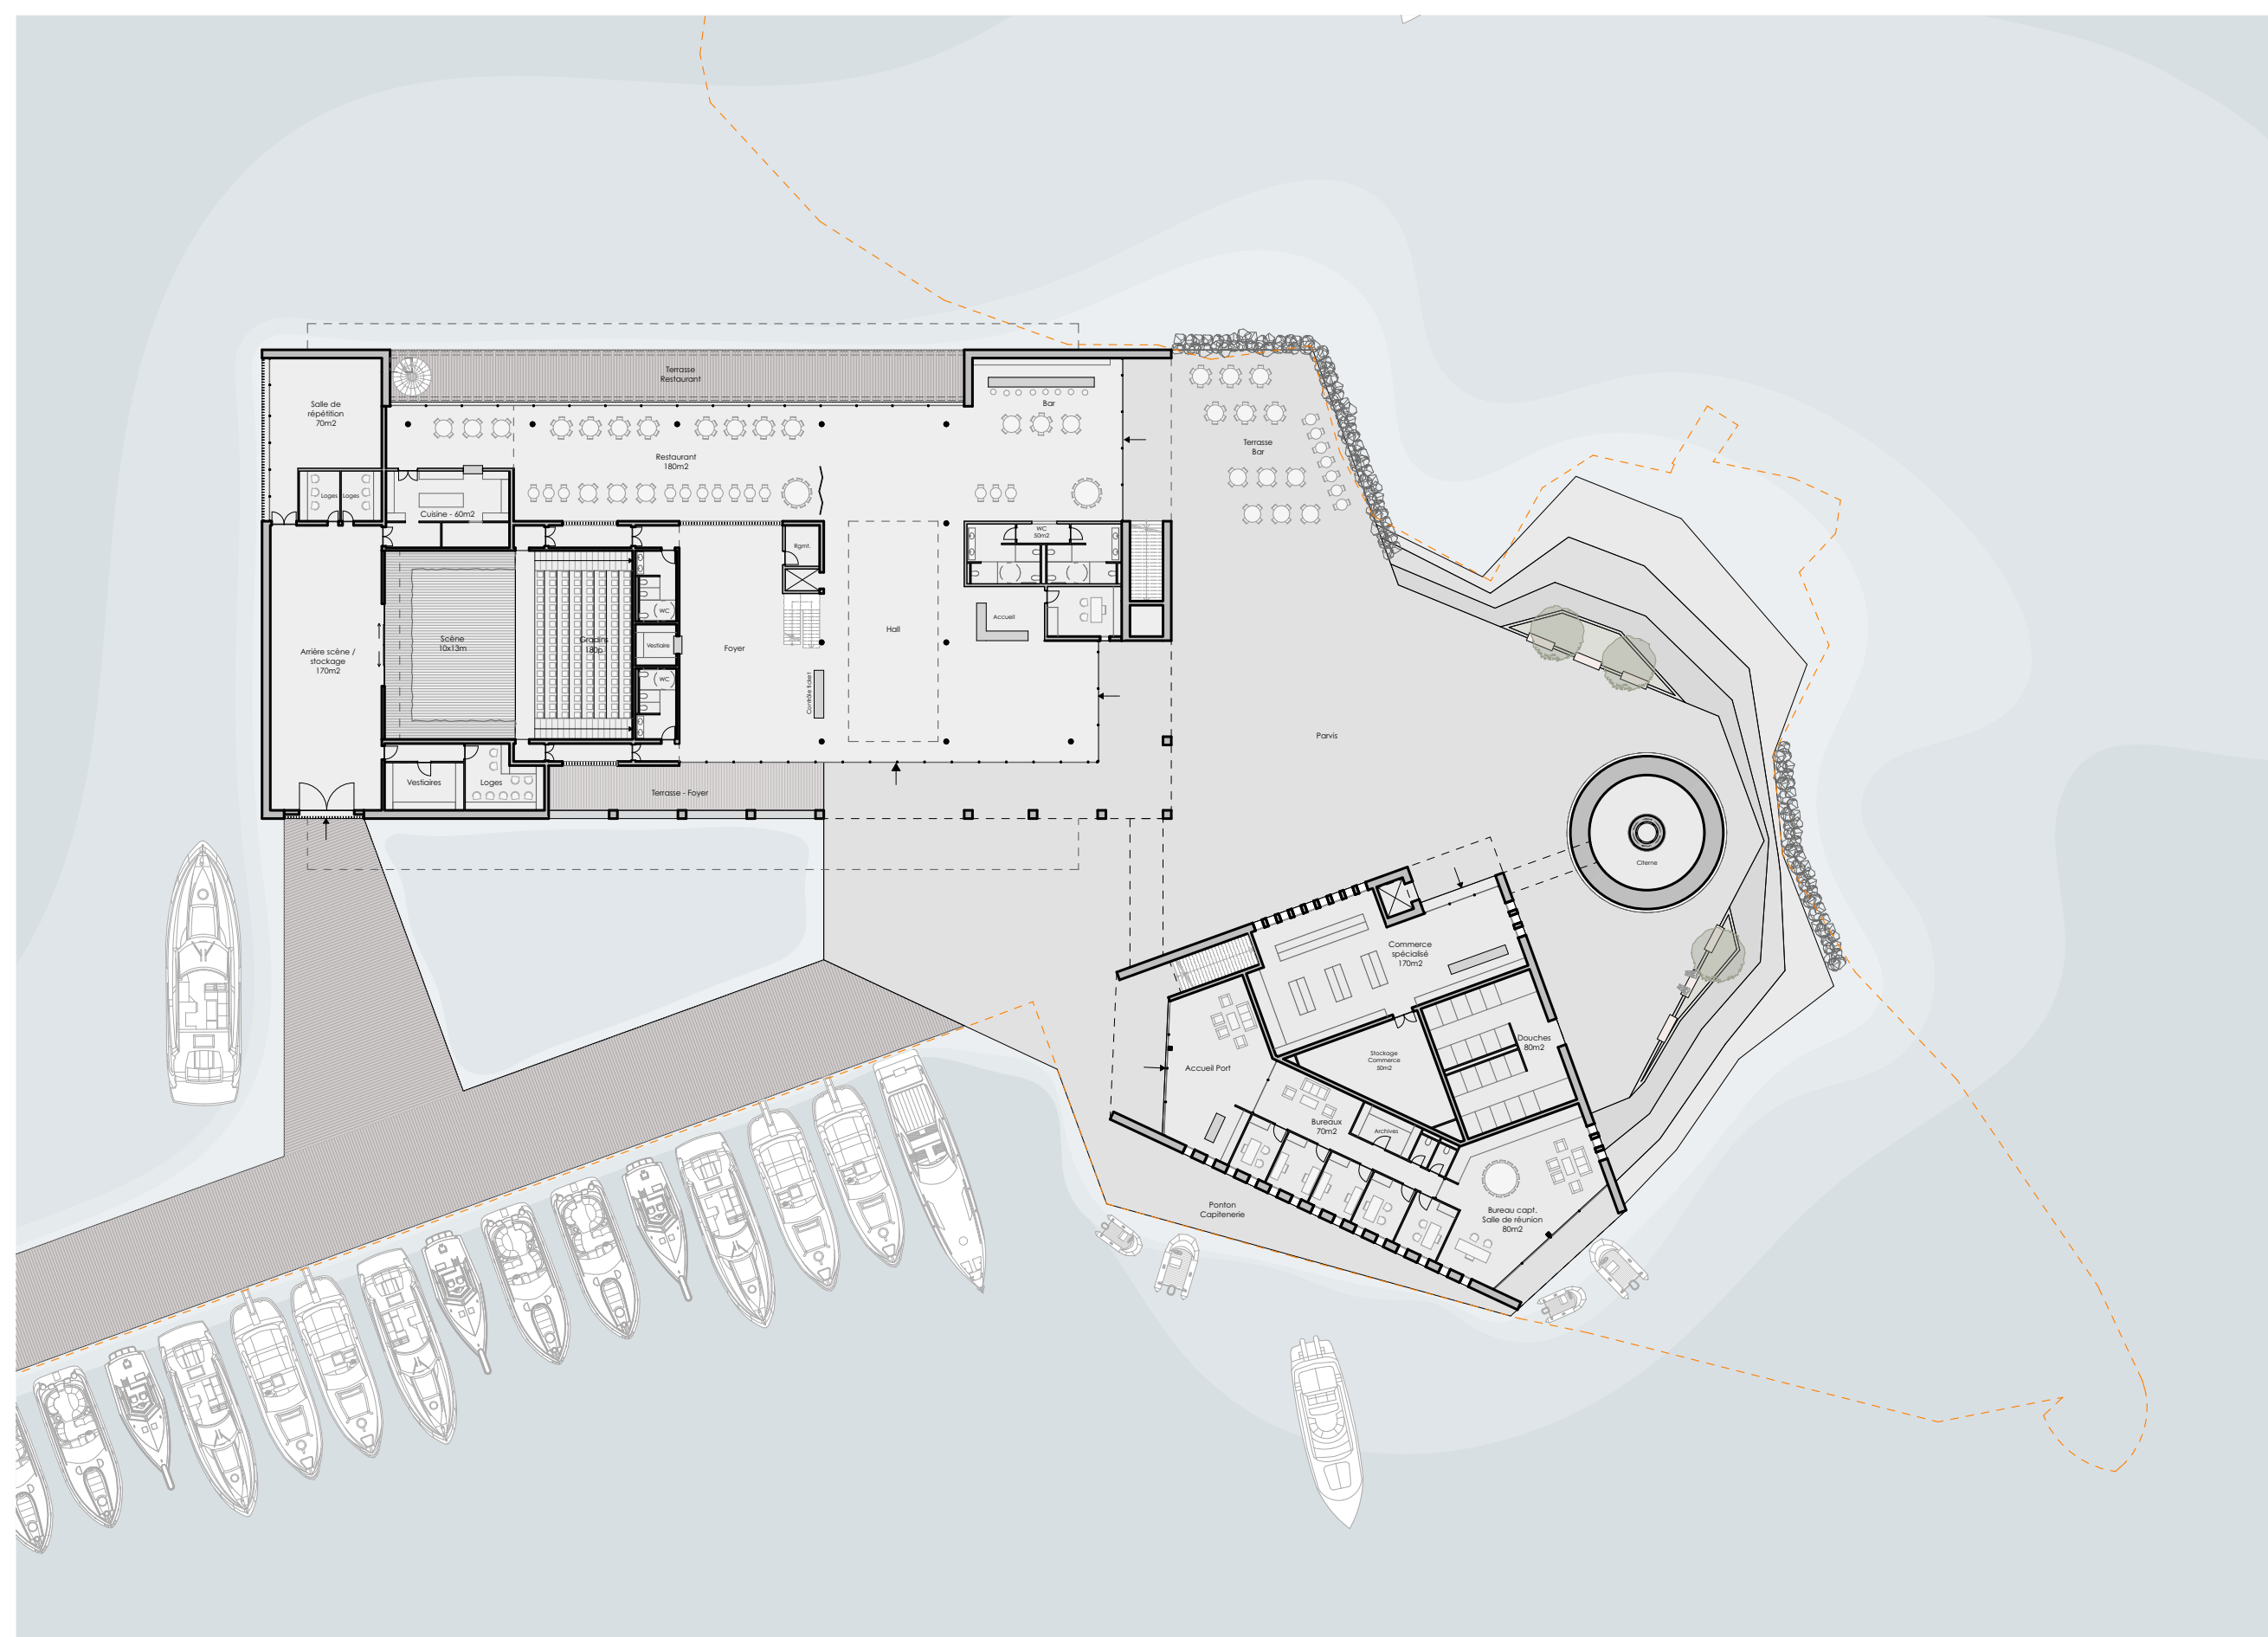 Terrasse
Restaurant
Salle de
répétition
70m2
Bar
Restaurant
180m2
Terrasse
Bar
Loges
Loges
Cuisine - 60m2
WC
50m2
Rgmt.
WC
Accueil
Hall
Scène
10x13m
Gradins
180p
Vestiaire
Foyer
Arrière scène /
stockage
170m2
WC
Contrôle ticket
Parvis
Vestiaires
Loges
Terrasse - Foyer
Citerne
Commerce
spécialisé
170m2
Douches
80m2
Stockage
Commerce
50m2
Accueil Port
Bureaux
70m2
Archives
Ponton
Capitenerie
Bureau capt.
Salle de réunion
80m2